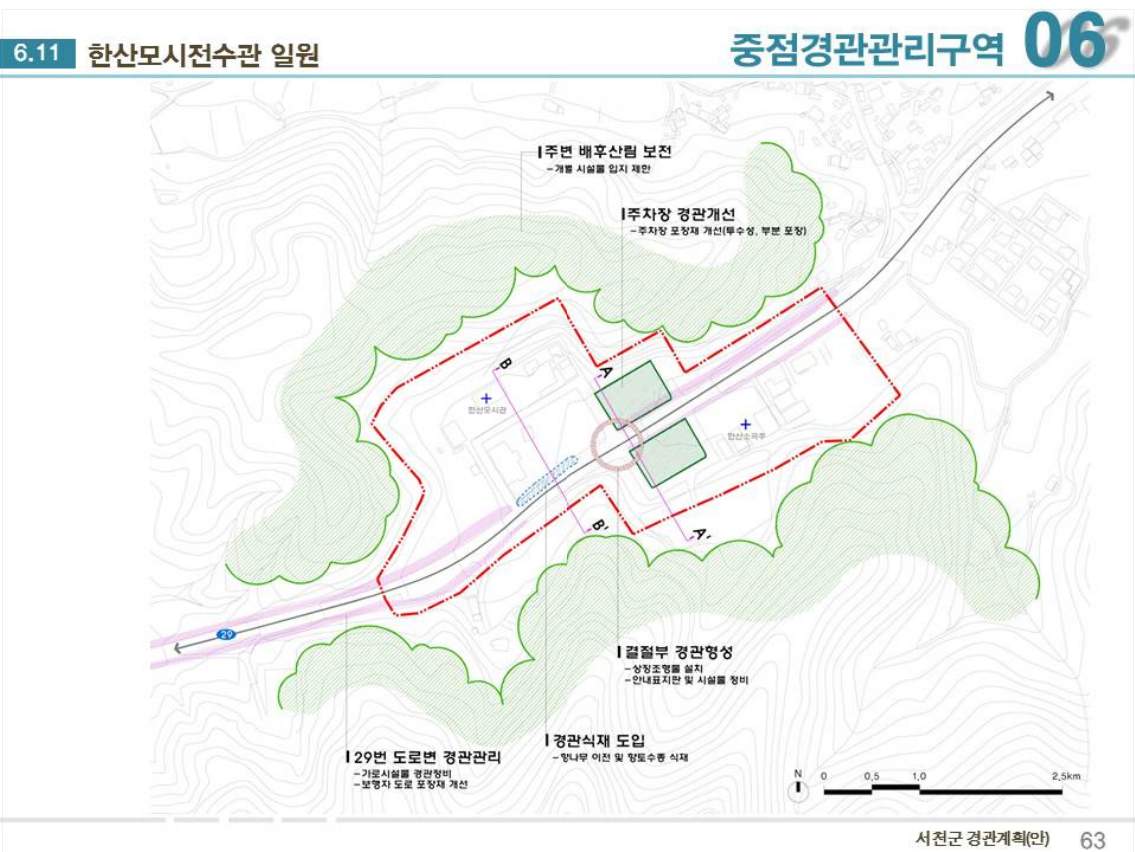 6.11 한산모시전수관 일원
중점경관관리구역 06
주변 배후산림 보전
-개별 시설물 입지 제한
주차장 경관개선
-주차장 포장재 개선(투수성, 부분 포장)
B
A
한산모시관
한산소곡주
B'
A'
29
결절부 경관형성
-상징조형물 설치
-안내표지판 및 시설물 정비
경관식재 도입
-향나무 이전 및 향토수종 식재
29번 도로변 경관관리
-가로시설물 경관정비
-보행자 도로 포장재 개선
N
0 0.5 1.0 2.5km
서천군 경관계획(안) 63